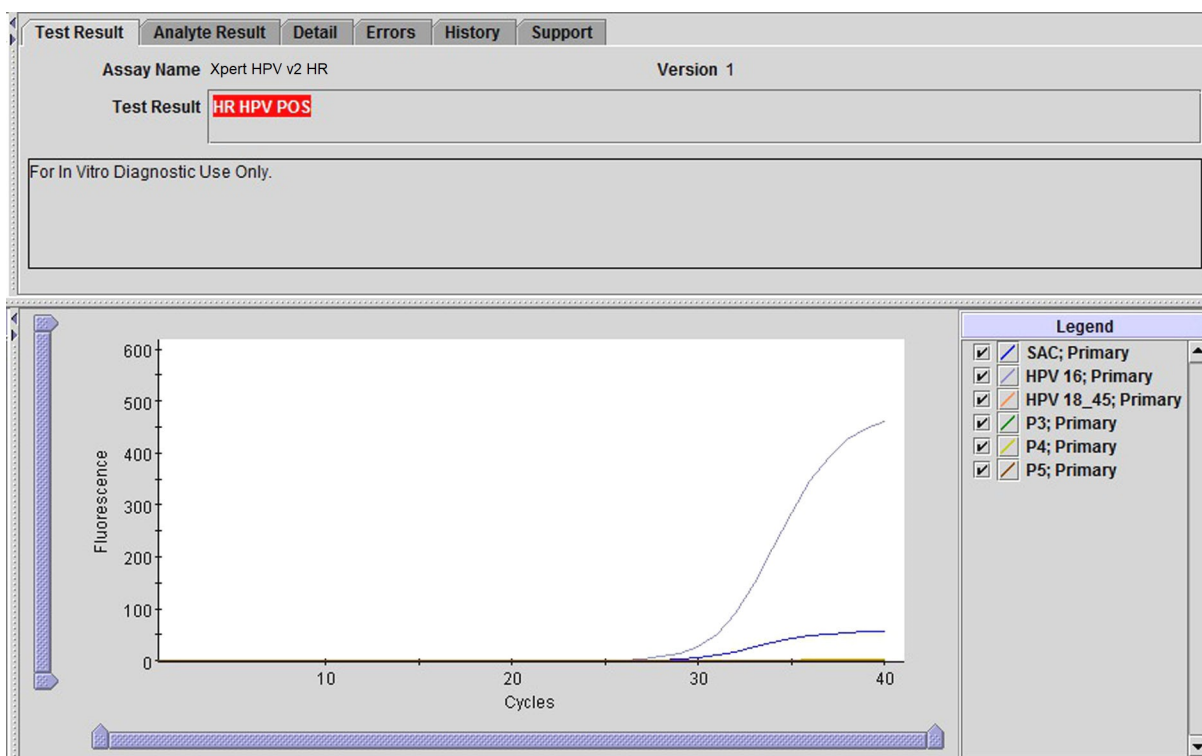 Test Result Analyte Result Detail Errors History Support
Assay Name Xpert HPV v2 HR Version 1
Test Result HR HPV POS
For In Vitro Diagnostic Use Only.
Legend
SAC; Primary
HPV 16; Primary
HPV 18_45; Primary
P3; Primary
P4; Primary
P5; Primary
600
500
400
300
200
100
0
Fluorescence
10 20 30 40
Cycles